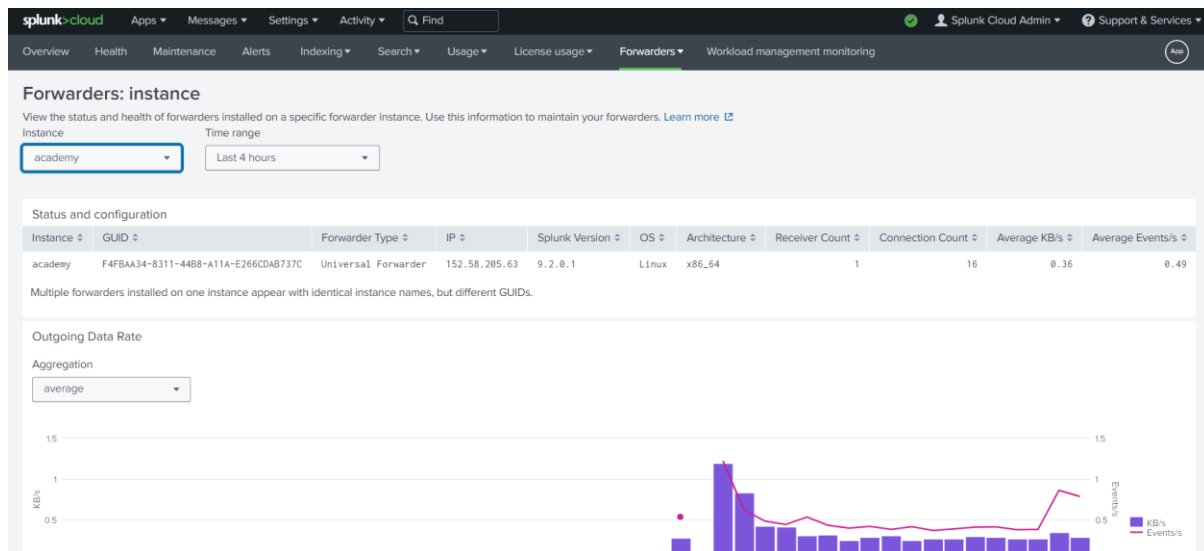 splunk>cloud Apps Messages Settings Activity Find Splunk Cloud Admin Support & Services
Overview Health Maintenance Alerts Indexing Search Usage License usage Forwarders Workload management monitoring App
Forwarders: instance
View the status and health of forwarders installed on a specific forwarder instance. Use this information to maintain your forwarders. Learn more
Instance Time range
academy Last 4 hours
Status and configuration
Instance GUID Forwarder Type IP Splunk Version OS Architecture Receiver Count Connection Count Average KB/s Average Events/s
academy F4FBAA34-8311-44B8-A11A-E266CDAB737C Universal Forwarder 152.58.205.63 9.2.0.1 Linux x86_64 1 16 0.36 0.49
Multiple forwarders installed on one instance appear with identical instance names, but different GUIDs.
Outgoing Data Rate
Aggregation
average
1.5 1.5
1 1
KB/s Events/s
0.5 0.5
KB/s
Events/s